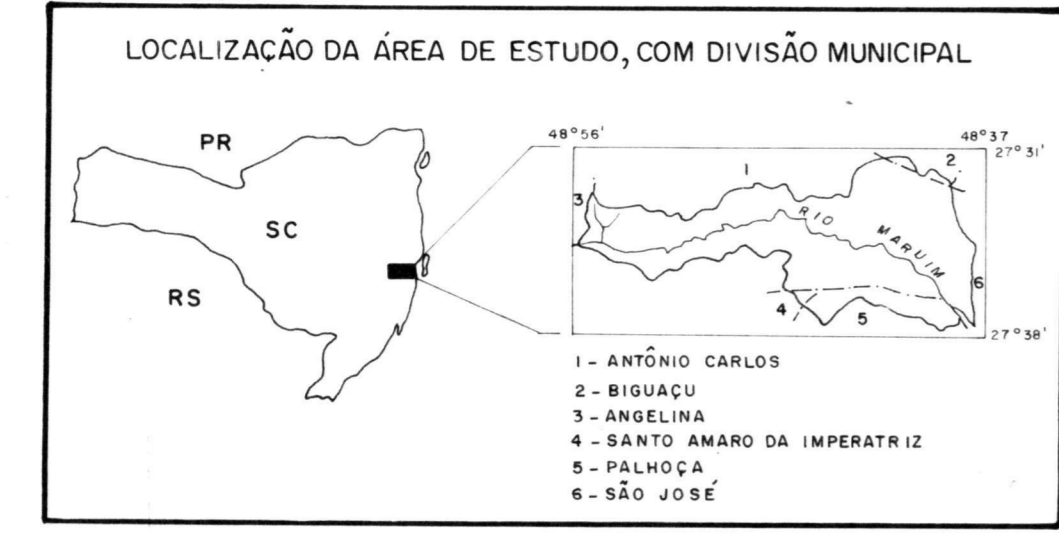 LOCALIZAÇÃO DA ÁREA DE ESTUDO, COM DIVISÃO MUNICIPAL
PR
SC
RS
48°56'
48°37
27°31'
1
2
3
RIO MARUIM
6
4
5
27°38'
1 - ANTÔNIO CARLOS
2 - BIGUAÇU
3 - ANGELINA
4 - SANTO AMARO DA IMPERATRIZ
5 - PALHOÇA
6 - SÃO JOSÉ